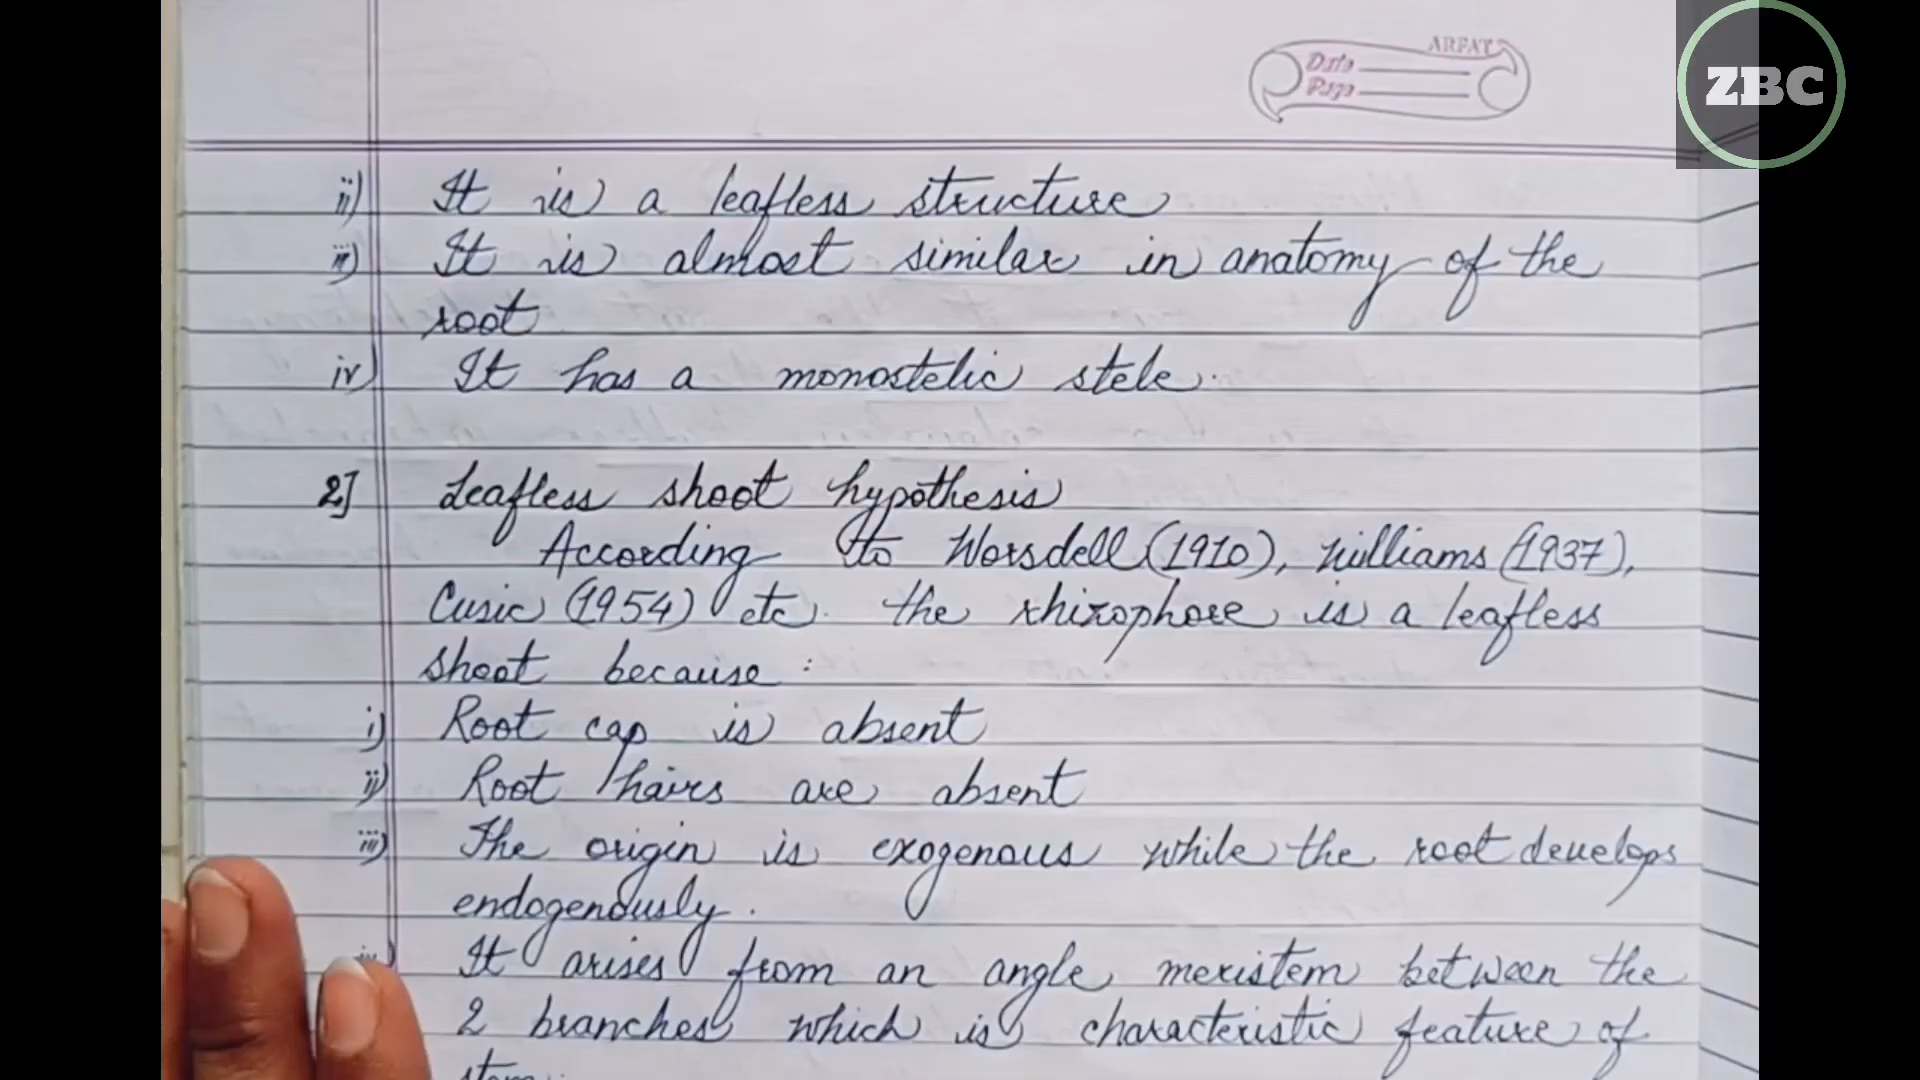 ARFAT
Date
Page
ZBC
ii) It is a leafless structure
iii) It is almost similar in anatomy of the
root
iv) It has a monostelic stele.
2] Leafless shoot hypothesis
According to Worsdell (1910), Williams (1937),
Cusic (1954) etc. the rhizophore is a leafless
shoot because :
i) Root cap is absent
ii) Root hairs are absent
iii) The origin is exogenous while the root develops
endogenously.
iv) It arises from an angle meristem between the
2 branches which is characteristic feature of
stem.